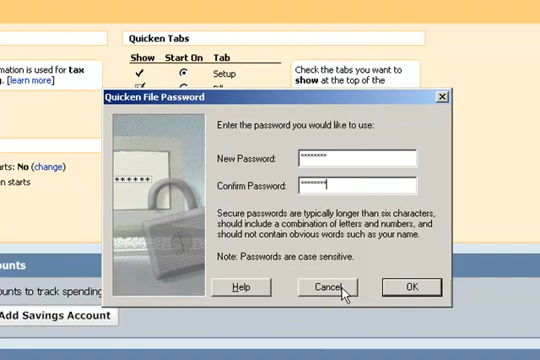 Quicken Tabs
Show Start On Tab
Setup
mation is used for tax
g. [learn more]
Check the tabs you want to
show at the top of the
Quicken File Password
Enter the password you would like to use:
New Password: *******
Confirm Password: *******
arts: No (change)
n starts
******
Secure passwords are typically longer than six characters,
should include a combination of letters and numbers, and
should not contain obvious words such as your name.
Note: Passwords are case sensitive.
ounts
unts to track spending
Add Savings Account
Help Cancel OK